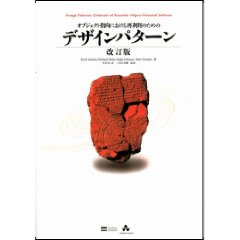 Design Patterns: Elements of Reusable Object-Oriented Software
オブジェクト指向における再利用のための
デザインパターン
改訂版